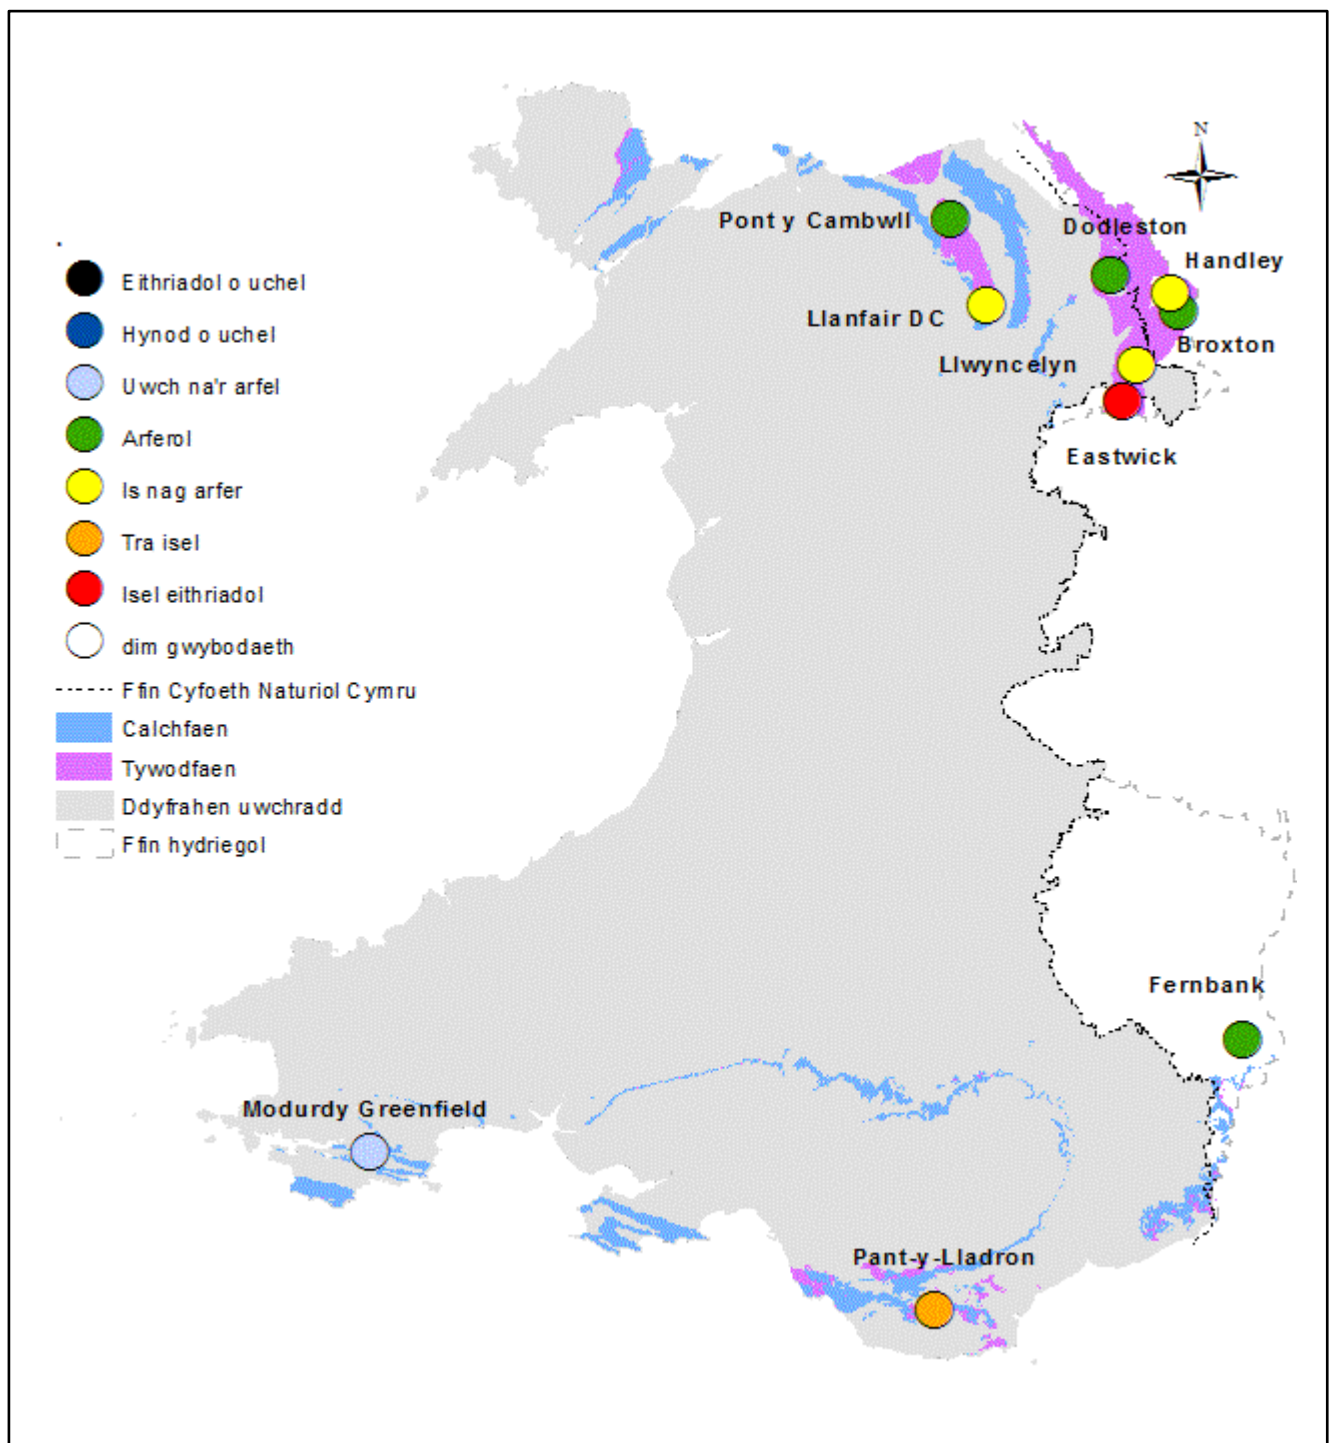 N
Pont y Cambwll
Dodleston
Handley
Llanfair DC
Broxton
Llwyncelyn
Eastwick
Eithriadol o uchel
Hynod o uchel
Uwch na'r arfel
Arferol
Is nag arfer
Tra isel
Isel eithriadol
dim gwybodaeth
Ffin Cyfoeth Naturiol Cymru
Calchfaen
Tywodfaen
Ddyfrahen uwchradd
Ffin hydriegol
Fernbank
Modurdy Greenfield
Pant-y-Lladron